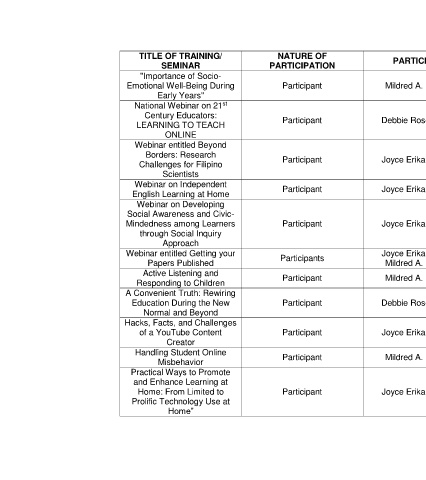 TITLE OF TRAINING/
SEMINAR
NATURE OF
PARTICIPATION
PARTICI
"Importance of Socio-
Emotional Well-Being During
Early Years"
Participant
Mildred A.
National Webinar on 21st
Century Educators:
LEARNING TO TEACH
ONLINE
Participant
Debbie Ros
Webinar entitled Beyond
Borders: Research
Challenges for Filipino
Scientists
Participant
Joyce Erika
Webinar on Independent
English Learning at Home
Participant
Joyce Erika
Webinar on Developing
Social Awareness and Civic-
Mindedness among Learners
through Social Inquiry
Approach
Participant
Joyce Erika
Webinar entitled Getting your
Papers Published
Participants
Joyce Erika
Mildred A.
Active Listening and
Responding to Children
Participant
Mildred A.
A Convenient Truth: Rewiring
Education During the New
Normal and Beyond
Participant
Debbie Ros
Hacks, Facts, and Challenges
of a YouTube Content
Creator
Participant
Joyce Erika
Handling Student Online
Misbehavior
Participant
Mildred A.
Practical Ways to Promote
and Enhance Learning at
Home: From Limited to
Prolific Technology Use at
Home"
Participant
Joyce Erika